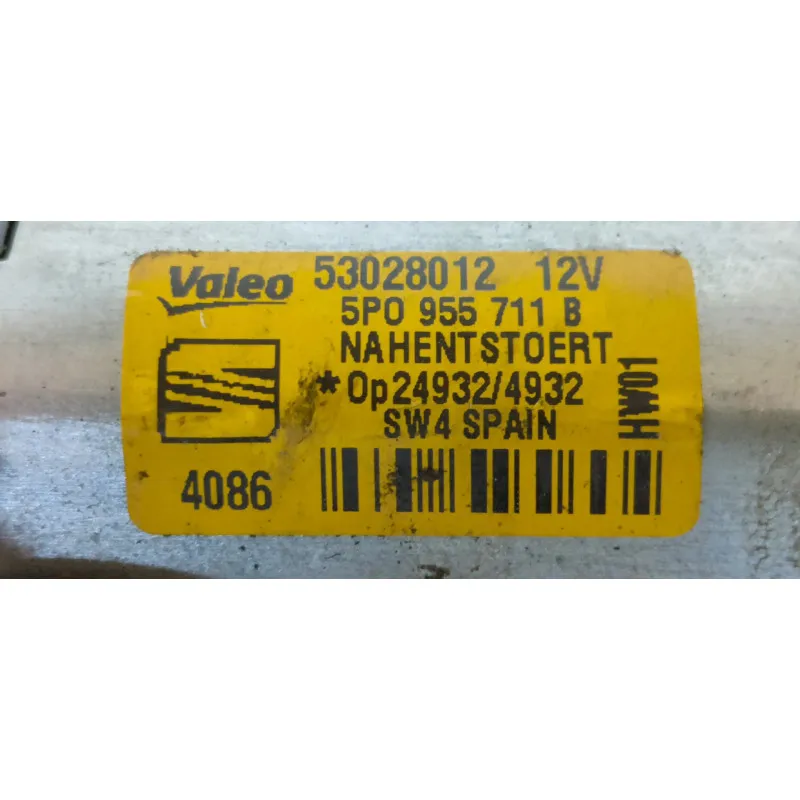 Valeo 53028012 12V
5P0 955 711 B
NAHENTSTOERT
*Op24932/4932
SW4 SPAIN
HW01
4086